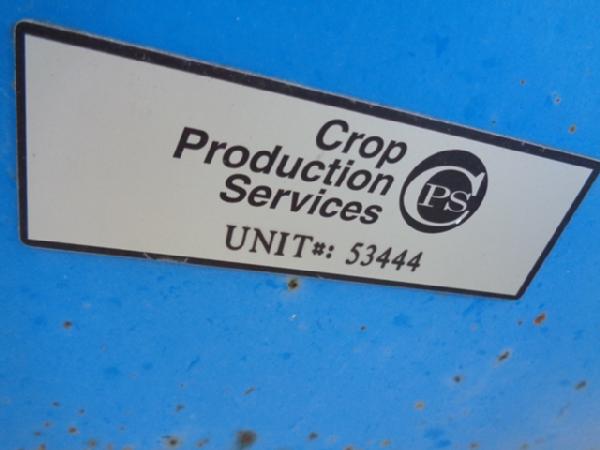 Crop
Production
Services
CPS
UNIT#: 53444